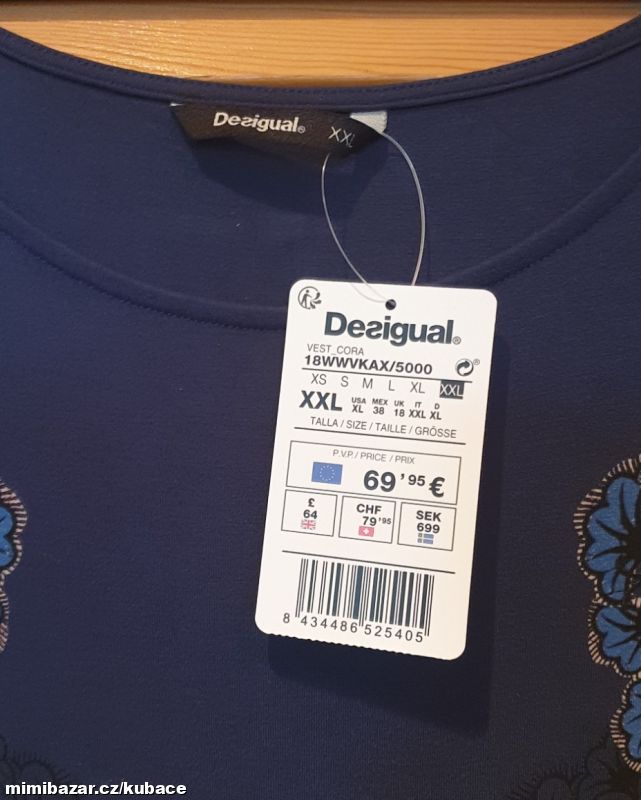 Desigual® XXL
Desigual®
VEST_CORA
18WWVKAX/5000
XS S M L XL XXL
XXL USA XL MEX 38 UK 18 IT XXL D XL
TALLA / SIZE / TAILLE / GRÖSSE
P.V.P./ PRICE / PRIX
69'95 €
£ 64
CHF 79'95
SEK 699
8 434486 525405
mimibazar.cz/kubace